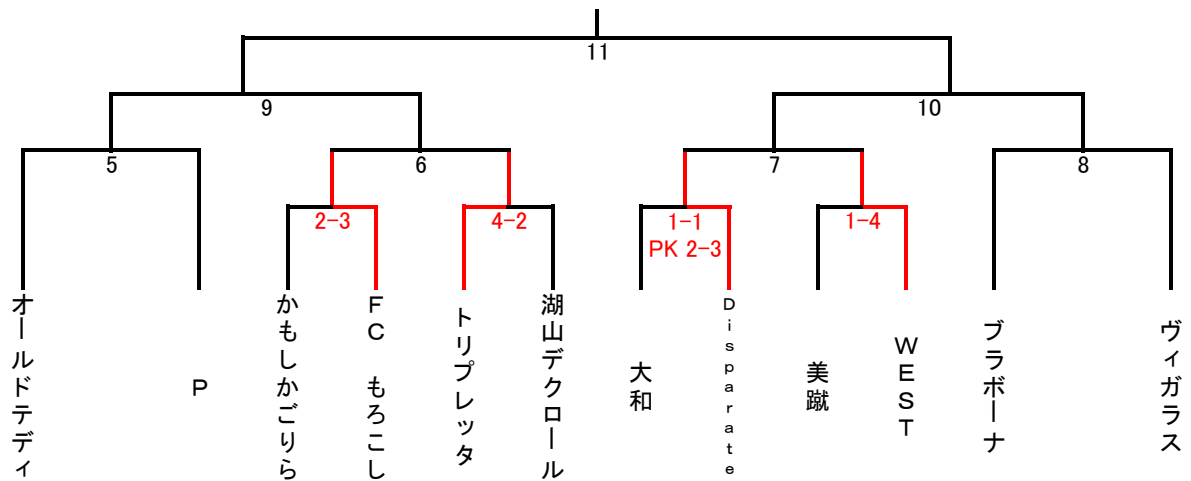 11
9
10
5
6
7
8
2-3
4-2
1-1
PK 2-3
1-4
オールドテディ
P
かもしかごりら
FC もろこし
トリプレッタ
湖山デクロール
大和
Disparate
美蹴
WEST
ブラボーナ
ヴィガラス